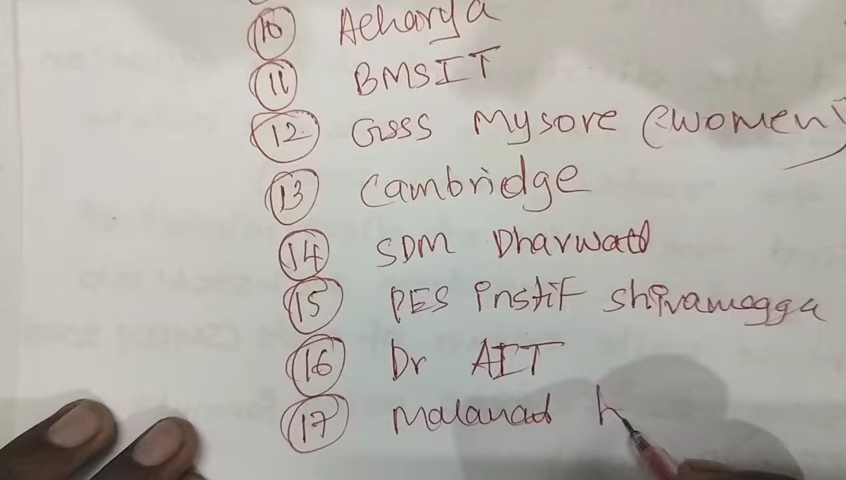 10 Acharya
11 BMSIT
12 GSSS Mysore (women)
13 Cambridge
14 SDM Dharwad
15 PES instit Shivamogga
16 Dr AIT
17 Malanad